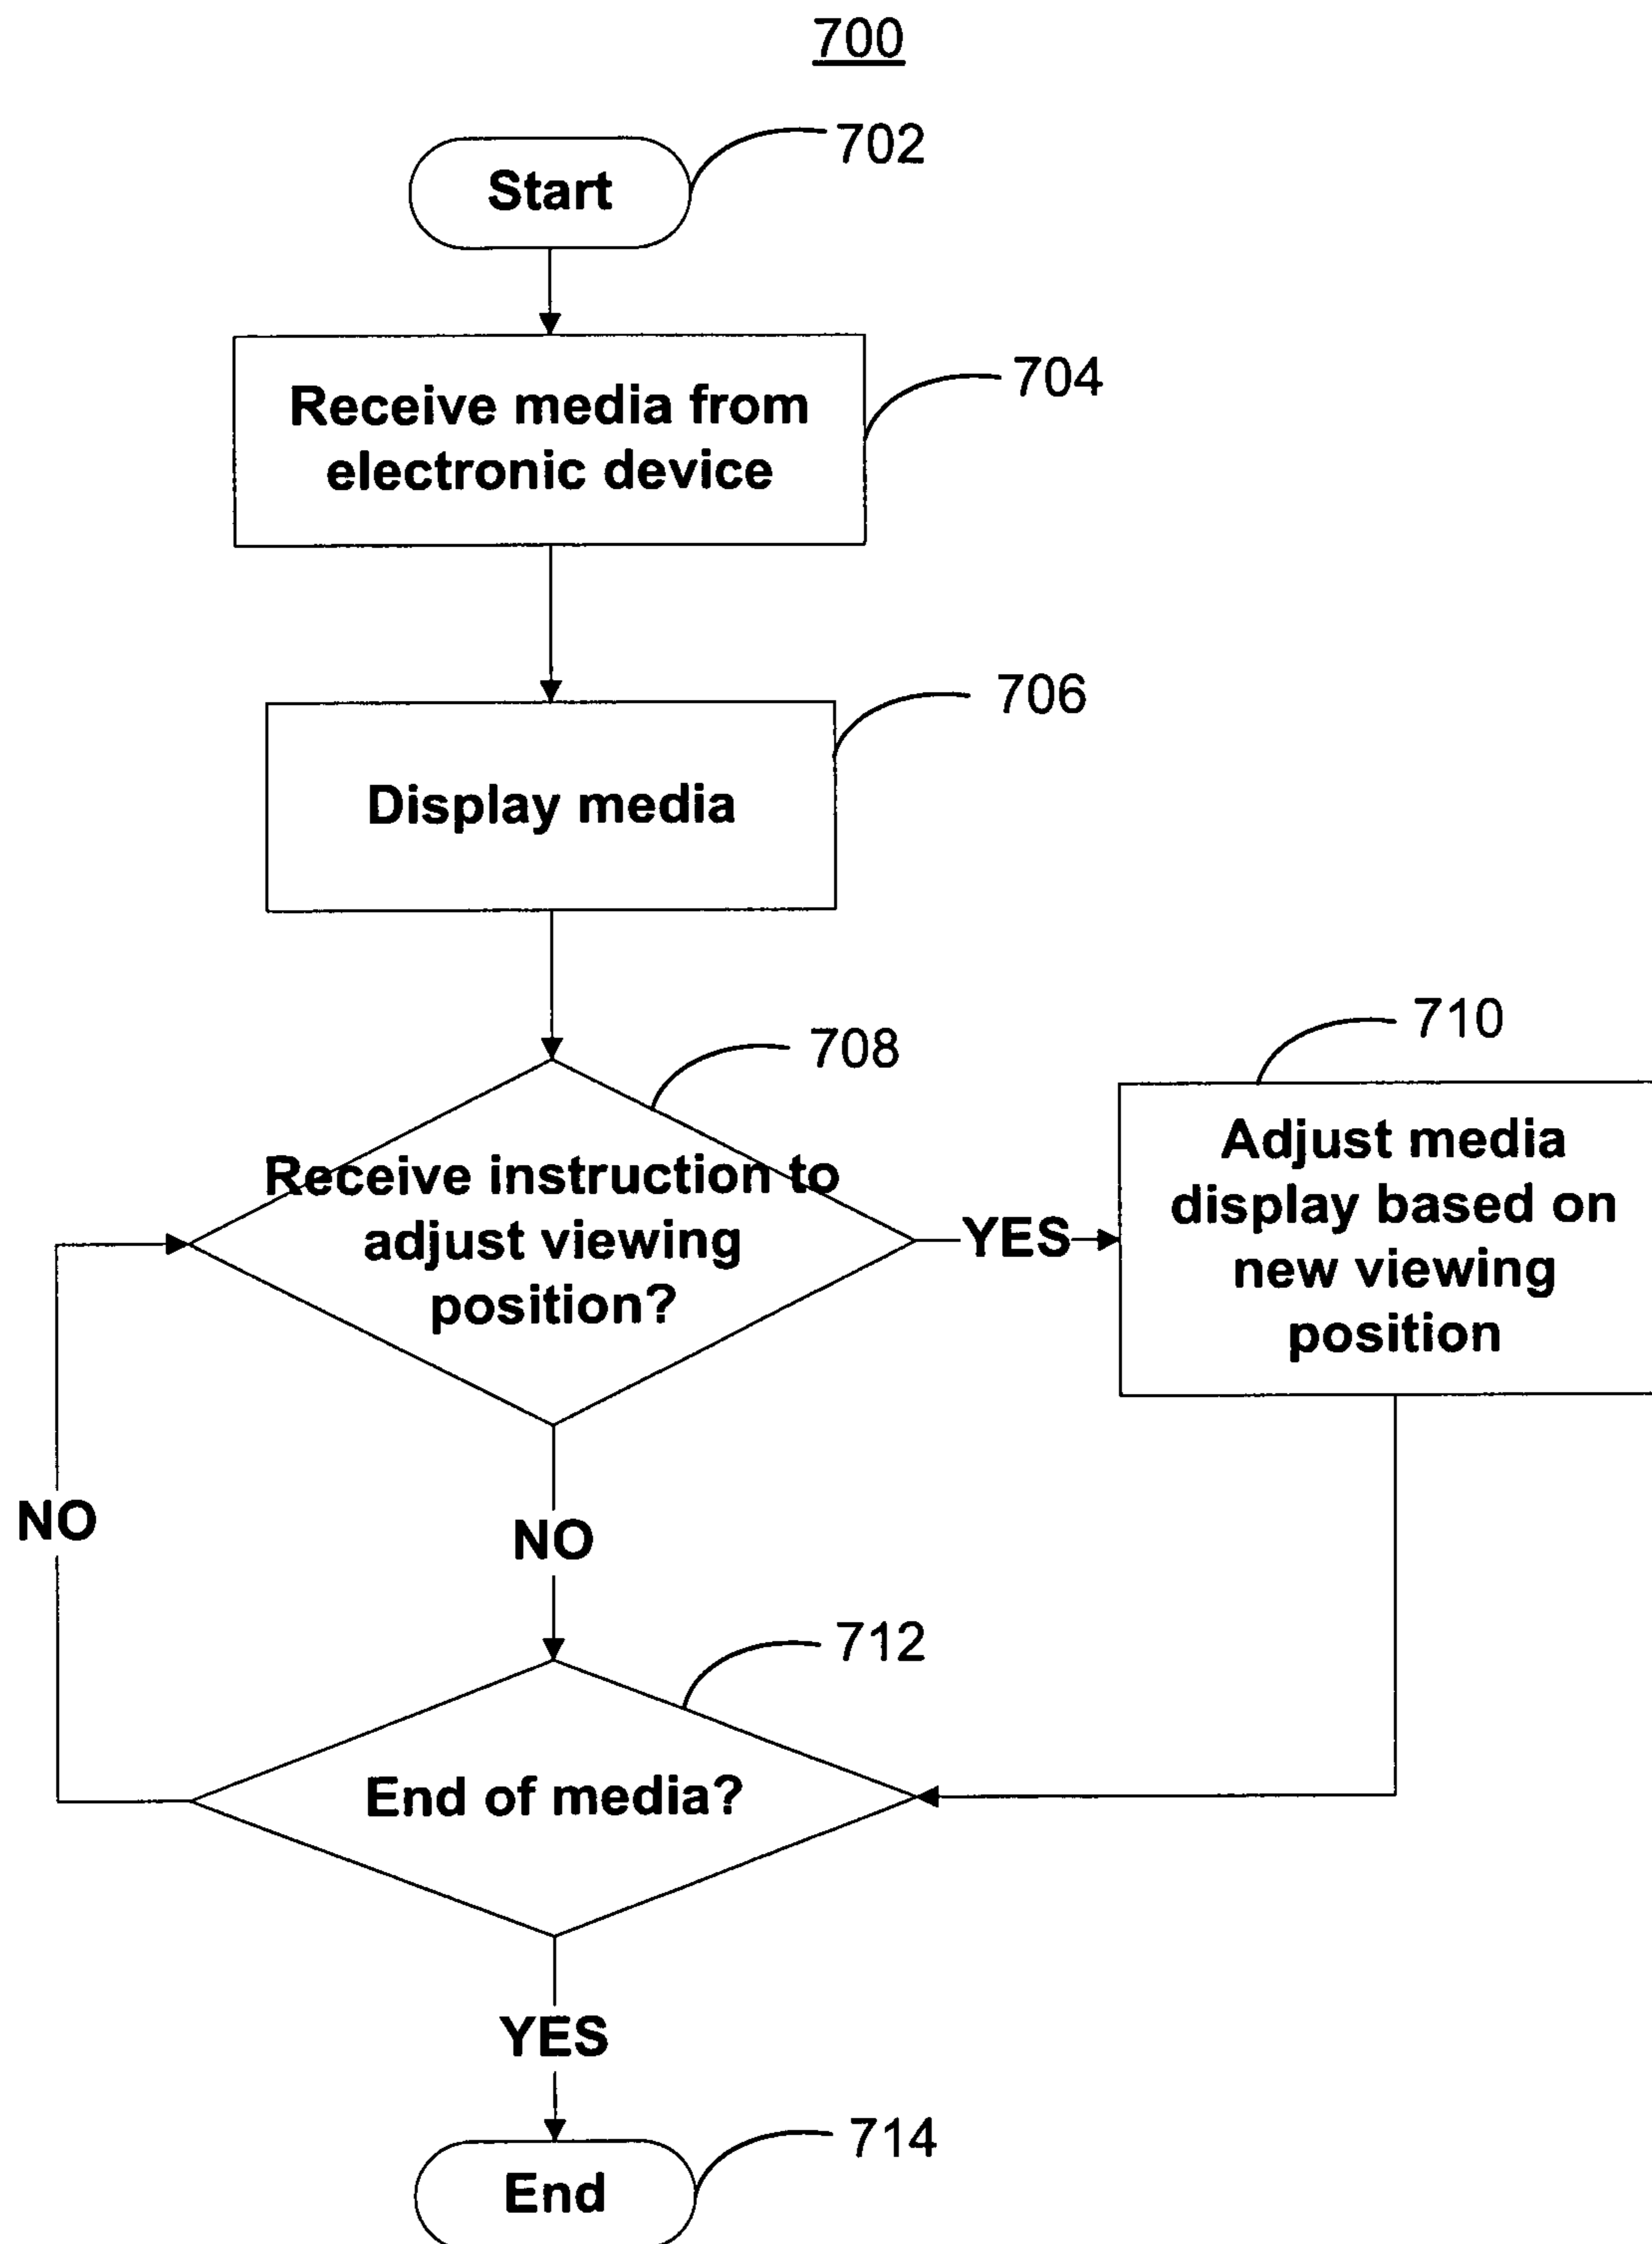 700
702
Start
704
Receive media from
electronic device
706
Display media
708
Receive instruction to
adjust viewing
position?
YES
710
Adjust media
display based on
new viewing
position
NO
NO
712
End of media?
YES
714
End